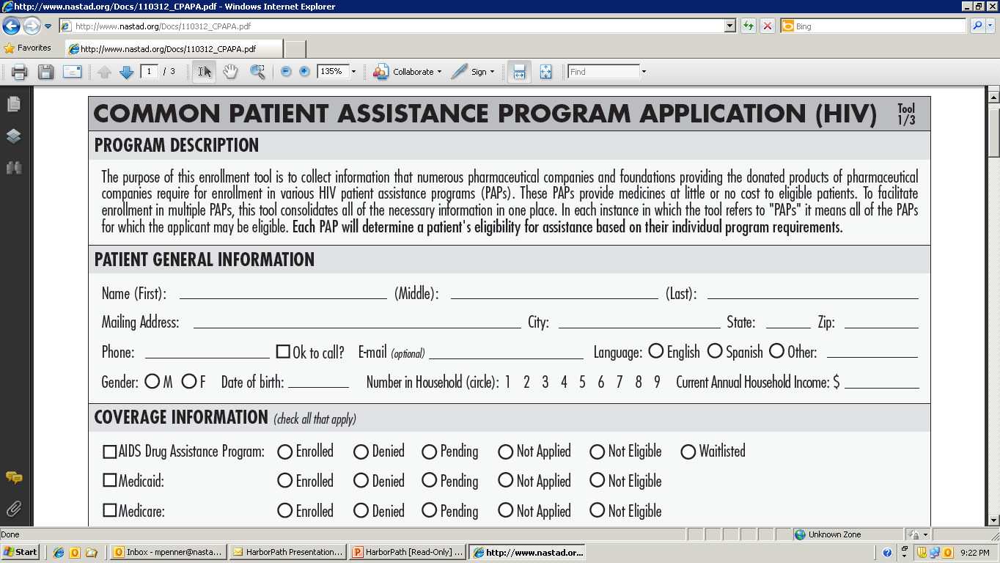 http://www.nastad.org/Docs/110312_CPAPA.pdf - Windows Internet Explorer
http://www.nastad.org/Docs/110312_CPAPA.pdf
Bing
Favorites
http://www.nastad.org/Docs/110312_CPAPA.pdf
1 / 3
135%
Collaborate
Sign
Find
COMMON PATIENT ASSISTANCE PROGRAM APPLICATION (HIV) Tool 1/3
PROGRAM DESCRIPTION
The purpose of this enrollment tool is to collect information that numerous pharmaceutical companies and foundations providing the donated products of pharmaceutical
companies require for enrollment in various HIV patient assistance programs (PAPs). These PAPs provide medicines at little or no cost to eligible patients. To facilitate
enrollment in multiple PAPs, this tool consolidates all of the necessary information in one place. In each instance in which the tool refers to "PAPs" it means all of the PAPs
for which the applicant may be eligible. Each PAP will determine a patient's eligibility for assistance based on their individual program requirements.
PATIENT GENERAL INFORMATION
Name (First): (Middle): (Last):
Mailing Address: City: State: Zip:
Phone: Ok to call? E-mail (optional) Language: English Spanish Other:
Gender: M F Date of birth: Number in Household (circle): 1 2 3 4 5 6 7 8 9 Current Annual Household Income: $
COVERAGE INFORMATION (check all that apply)
AIDS Drug Assistance Program: Enrolled Denied Pending Not Applied Not Eligible Waitlisted
Medicaid: Enrolled Denied Pending Not Applied Not Eligible
Medicare: Enrolled Denied Pending Not Applied Not Eligible
Done Unknown Zone
Start Inbox - mpenner@nasta... HarborPath Presentation... HarborPath [Read-Only] ... http://www.nastad.or... 9:22 PM